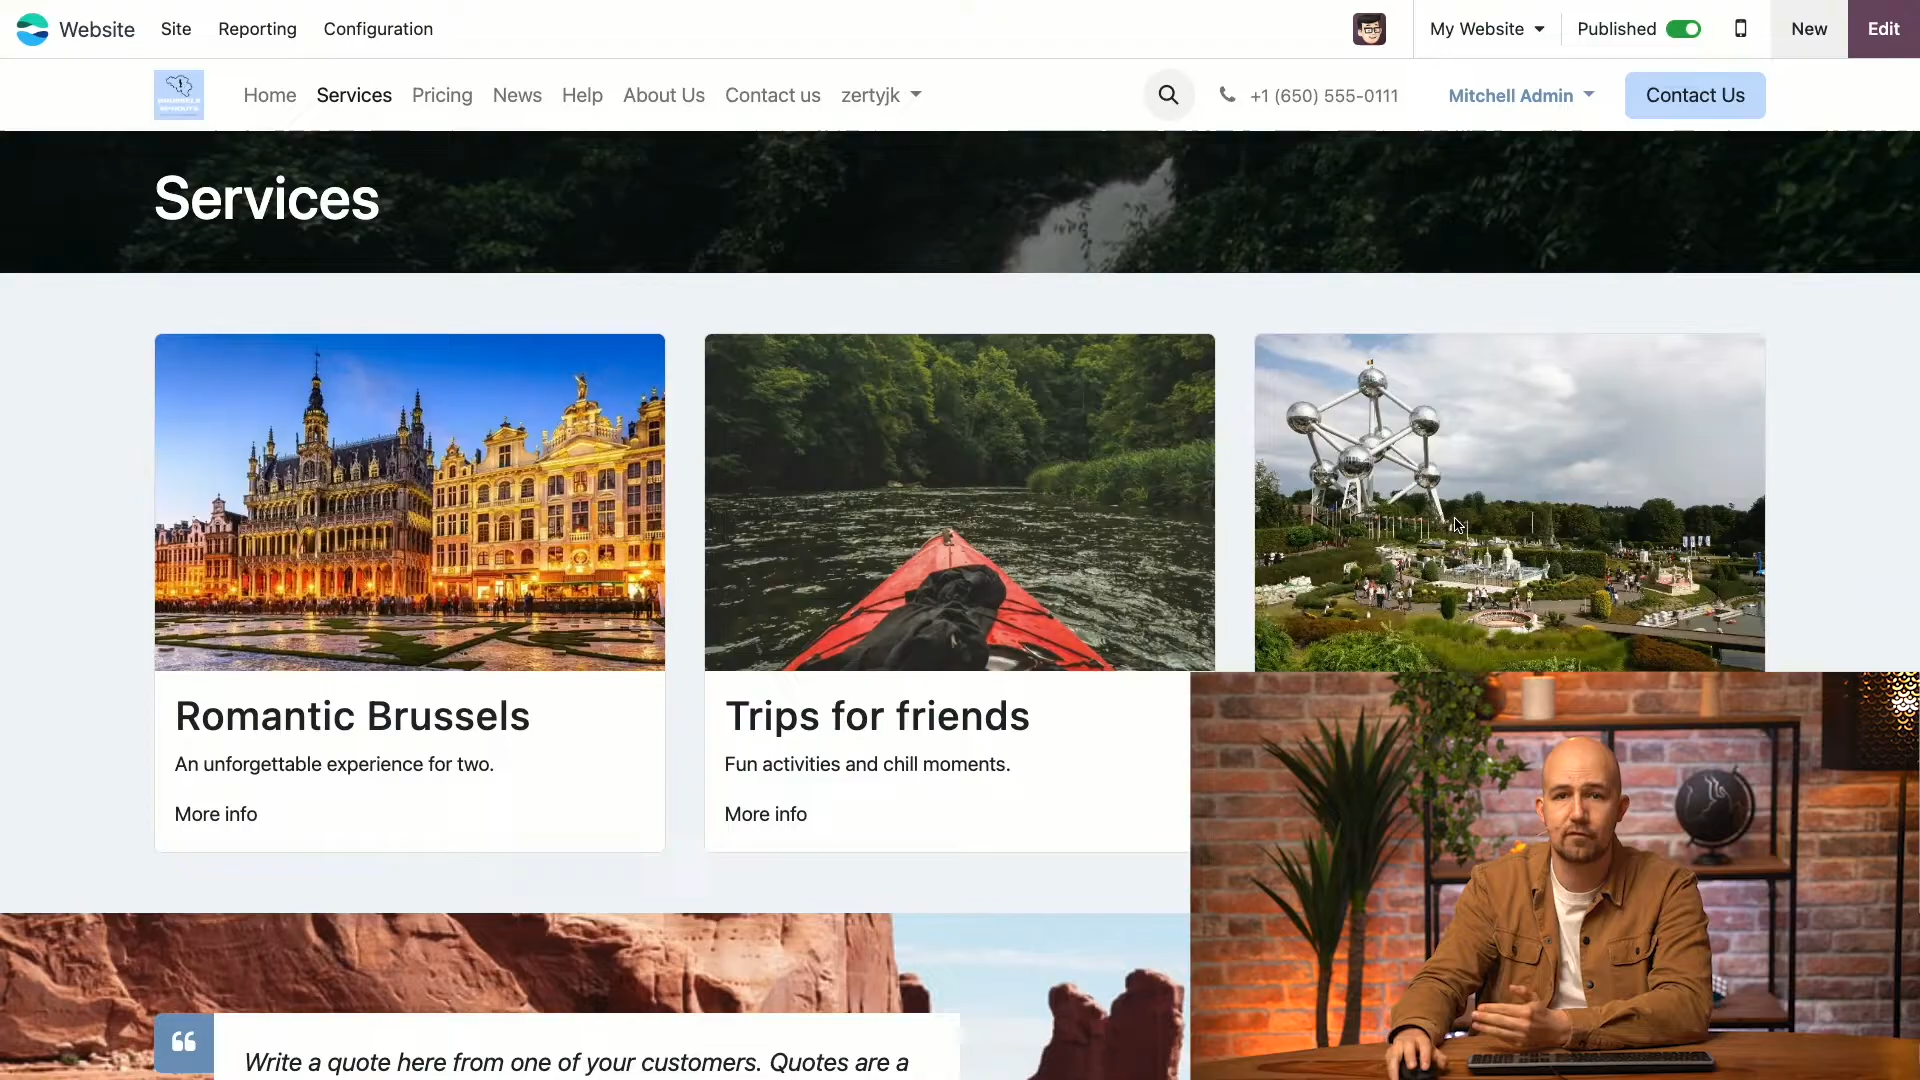 Website Site Reporting Configuration My Website Published New Edit
Home Services Pricing News Help About Us Contact us zertyjk +1 (650) 555-0111 Mitchell Admin Contact Us
Services
Romantic Brussels
An unforgettable experience for two.
More info
Trips for friends
Fun activities and chill moments.
More info
Write a quote here from one of your customers. Quotes are a